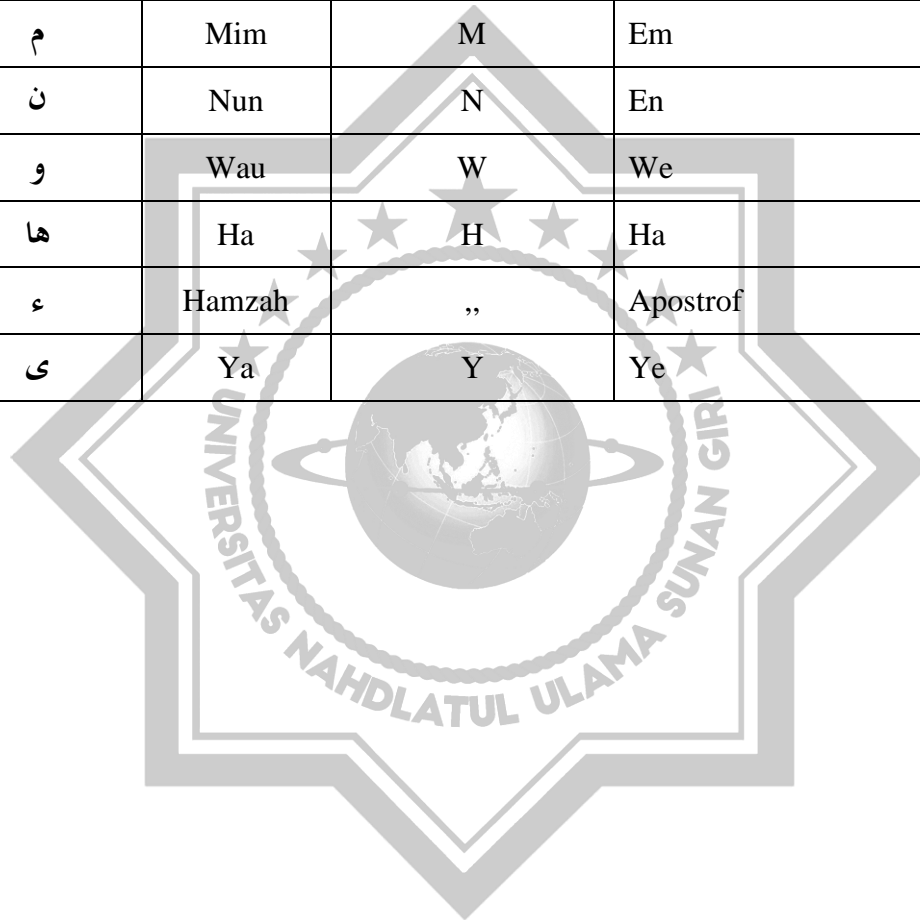 م Mim M Em
ن Nun N En
و Wau W We
ها Ha H Ha
ء Hamzah ,, Apostrof
ى Ya Y Ye
UNIVERSITAS NAHDLATUL ULAMA SUNAN GIRI